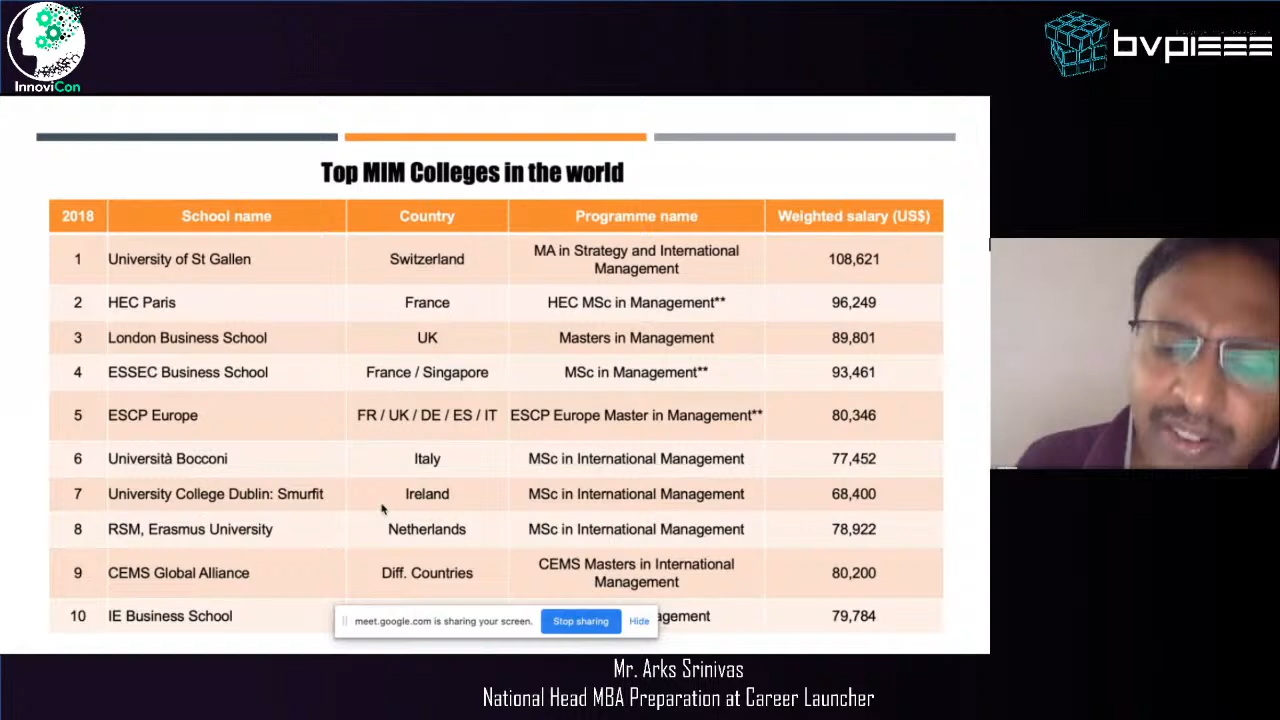 InnoviCon
bvpieee
Top MIM Colleges in the world
2018 School name Country Programme name Weighted salary (US$)
1 University of St Gallen Switzerland MA in Strategy and International Management 108,621
2 HEC Paris France HEC MSc in Management** 96,249
3 London Business School UK Masters in Management 89,801
4 ESSEC Business School France / Singapore MSc in Management** 93,461
5 ESCP Europe FR / UK / DE / ES / IT ESCP Europe Master in Management** 80,346
6 Università Bocconi Italy MSc in International Management 77,452
7 University College Dublin: Smurfit Ireland MSc in International Management 68,400
8 RSM, Erasmus University Netherlands MSc in International Management 78,922
9 CEMS Global Alliance Diff. Countries CEMS Masters in International Management 80,200
10 IE Business School agement 79,784
meet.google.com is sharing your screen. Stop sharing Hide
Mr. Arks Srinivas
National Head MBA Preparation at Career Launcher